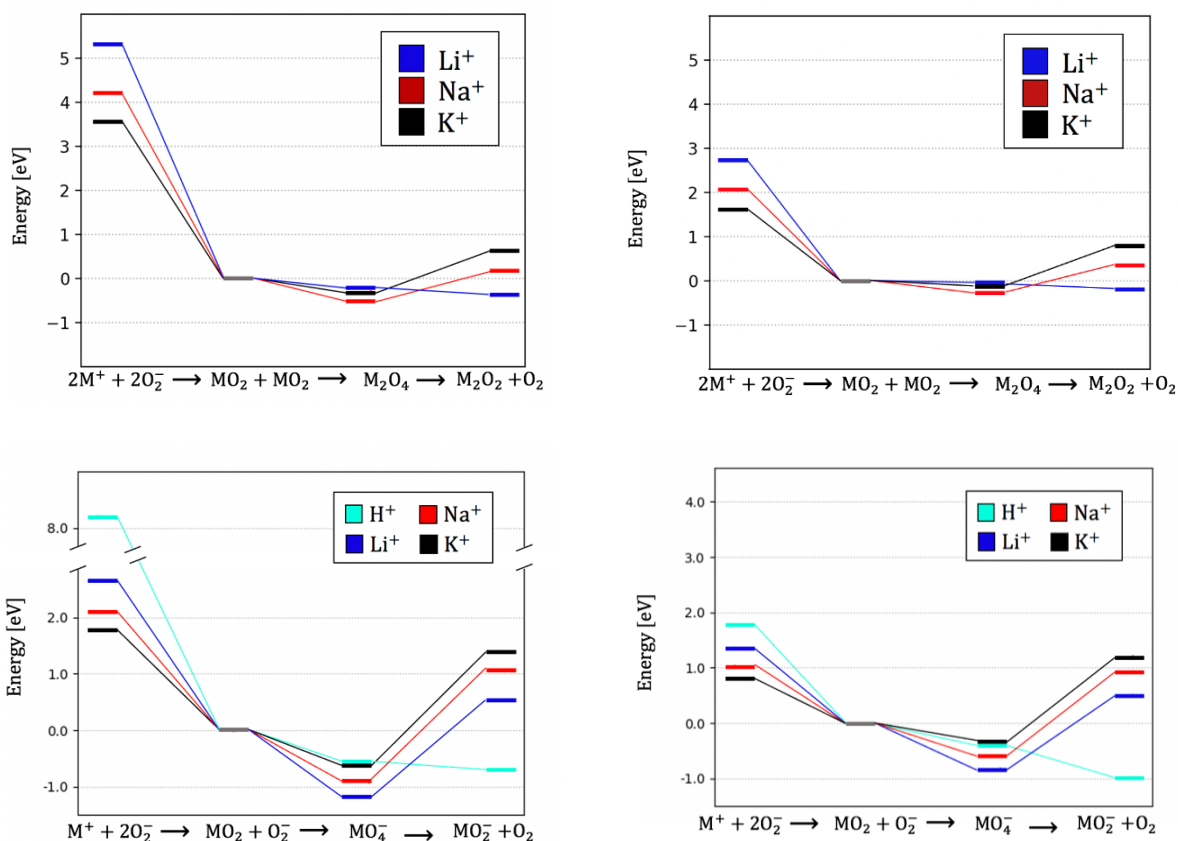 5
4
3
2
1
0
−1
Energy [eV]
Li⁺
Na⁺
K⁺
2M⁺ + 2O₂⁻ ⟶ MO₂ + MO₂ ⟶ M₂O₄ ⟶ M₂O₂ + O₂
5
4
3
2
1
0
−1
Energy [eV]
Li⁺
Na⁺
K⁺
2M⁺ + 2O₂⁻ ⟶ MO₂ + MO₂ ⟶ M₂O₄ ⟶ M₂O₂ + O₂
8.0
2.0
1.0
0.0
-1.0
Energy [eV]
H⁺ Na⁺
Li⁺ K⁺
M⁺ + 2O₂⁻ ⟶ MO₂ + O₂⁻ ⟶ MO₄⁻ ⟶ MO₂⁻ + O₂
4.0
3.0
2.0
1.0
0.0
-1.0
Energy [eV]
H⁺ Na⁺
Li⁺ K⁺
M⁺ + 2O₂⁻ ⟶ MO₂ + O₂⁻ ⟶ MO₄⁻ ⟶ MO₂⁻ + O₂